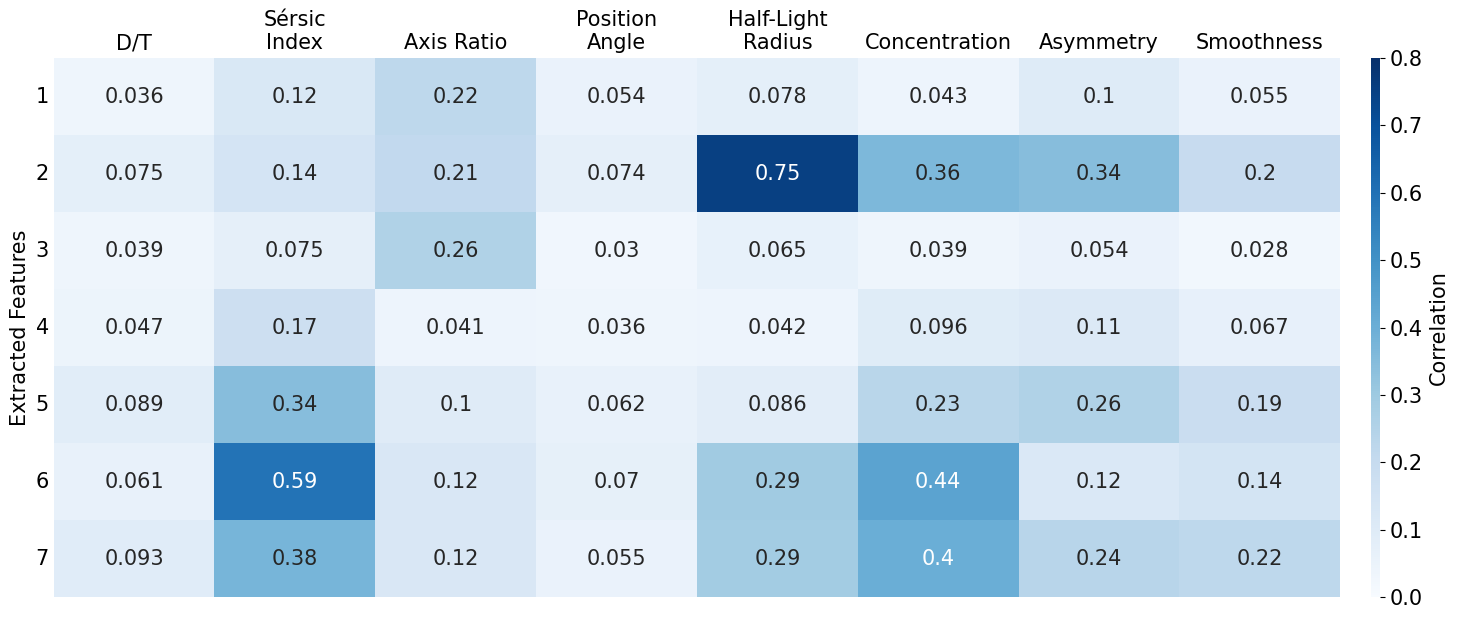 D/T
Sérsic
Index
Axis Ratio
Position
Angle
Half-Light
Radius
Concentration
Asymmetry
Smoothness
1 0.036 0.12 0.22 0.054 0.078 0.043 0.1 0.055
2 0.075 0.14 0.21 0.074 0.75 0.36 0.34 0.2
3 0.039 0.075 0.26 0.03 0.065 0.039 0.054 0.028
4 0.047 0.17 0.041 0.036 0.042 0.096 0.11 0.067
5 0.089 0.34 0.1 0.062 0.086 0.23 0.26 0.19
6 0.061 0.59 0.12 0.07 0.29 0.44 0.12 0.14
7 0.093 0.38 0.12 0.055 0.29 0.4 0.24 0.22
Extracted Features
0.8
0.7
0.6
0.5
0.4
0.3
0.2
0.1
0.0
Correlation